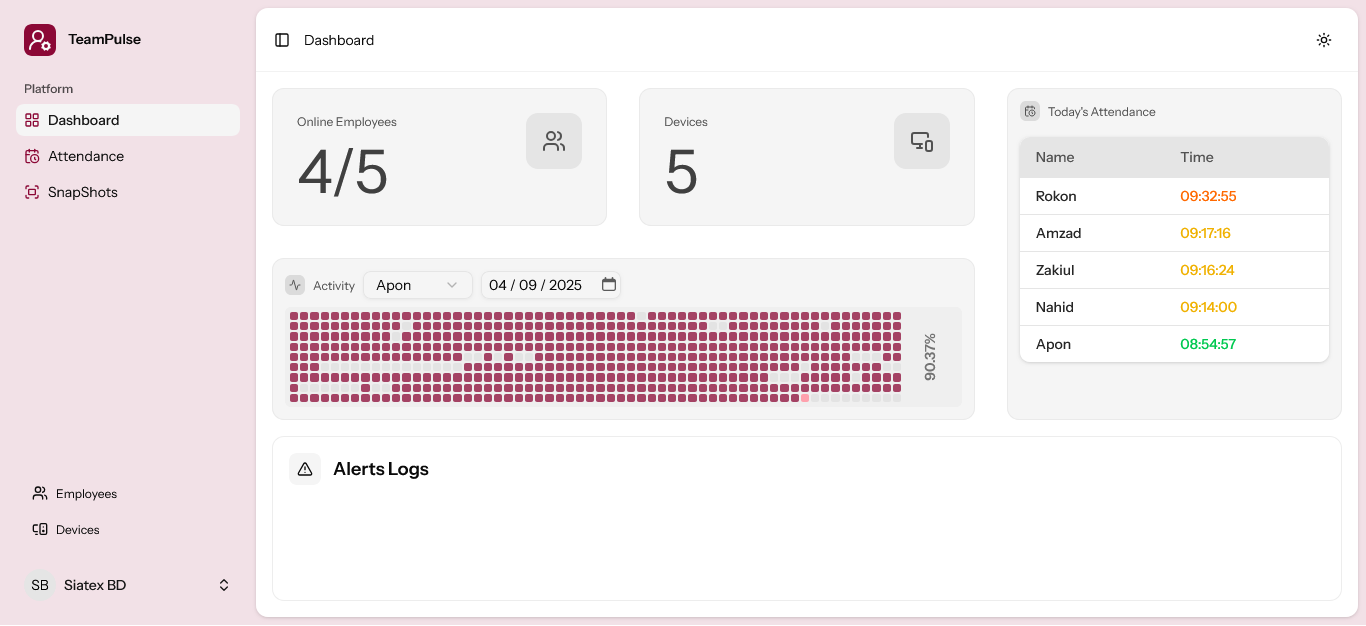 TeamPulse
Platform
Dashboard
Attendance
SnapShots
Employees
Devices
SB Siatex BD
Dashboard
Online Employees
4/5
Devices
5
Today's Attendance
Name Time
Rokon 09:32:55
Amzad 09:17:16
Zakiul 09:16:24
Nahid 09:14:00
Apon 08:54:57
Activity Apon 04 / 09 / 2025
90.37%
Alerts Logs